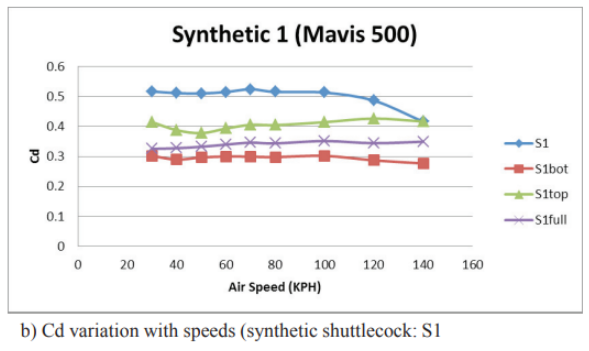 Synthetic 1 (Mavis 500)
0.6
0.5
0.4
0.3
0.2
0.1
0
Cd
0 20 40 60 80 100 120 140 160
Air Speed (KPH)
S1
S1bot
S1top
S1full
b) Cd variation with speeds (synthetic shuttlecock: S1